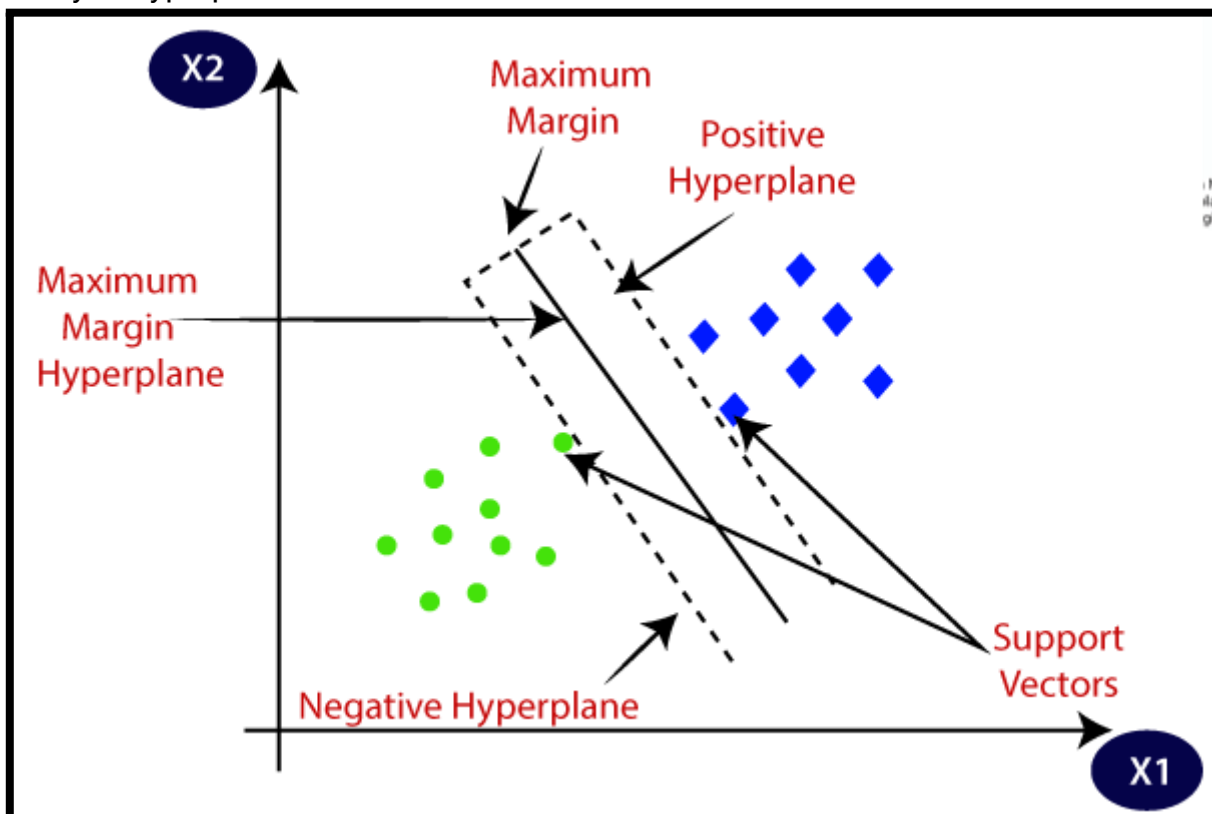 X2
Maximum
Margin
Positive
Hyperplane
Maximum
Margin
Hyperplane
Support
Vectors
Negative Hyperplane
X1